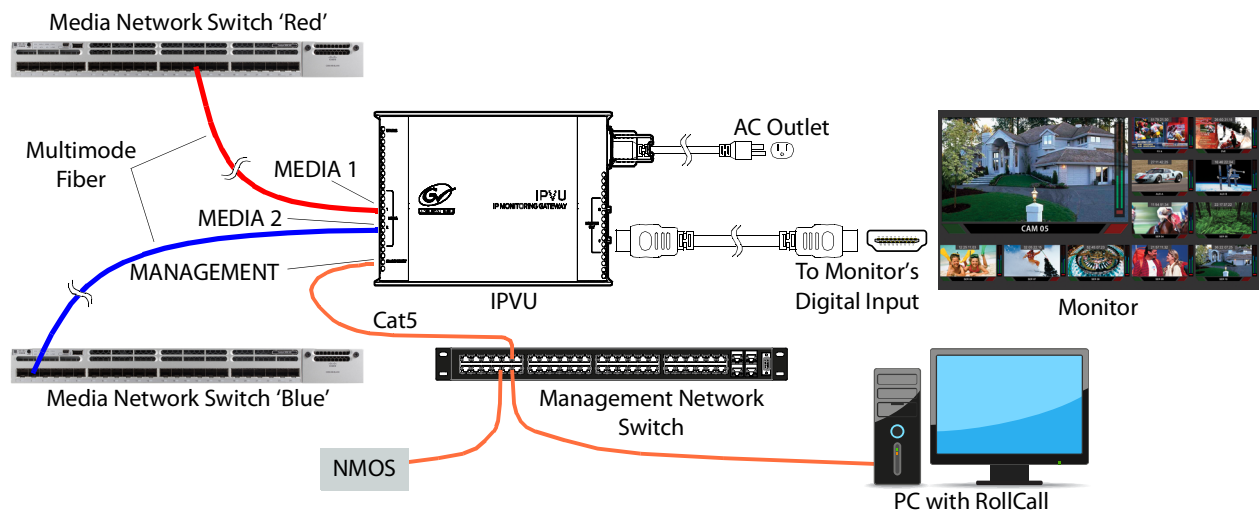 Media Network Switch ‘Red’
AC Outlet
Multimode
Fiber
MEDIA 1
MEDIA 2
MANAGEMENT
IPVU
IP MONITORING GATEWAY
CAM 05
To Monitor’s
Digital Input
IPVU
Monitor
Cat5
Media Network Switch ‘Blue’
Management Network
Switch
NMOS
PC with RollCall